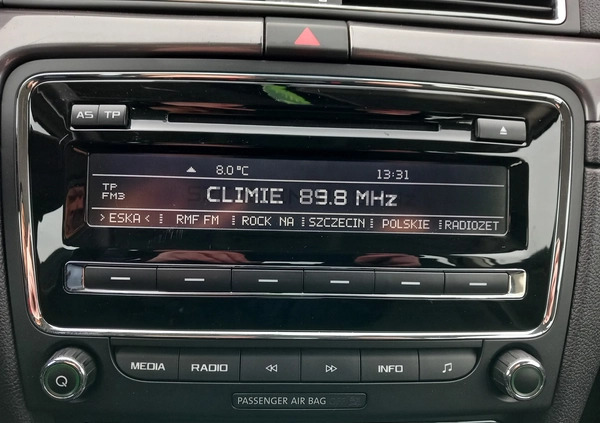 AS TP
8.0 °C 13:31
TP
FM3
CLIMIE 89.8 MHz
> ESKA < RMF FM ROCK NA SZCZECIN POLSKIE RADIOZET
MEDIA RADIO INFO
PASSENGER AIR BAG